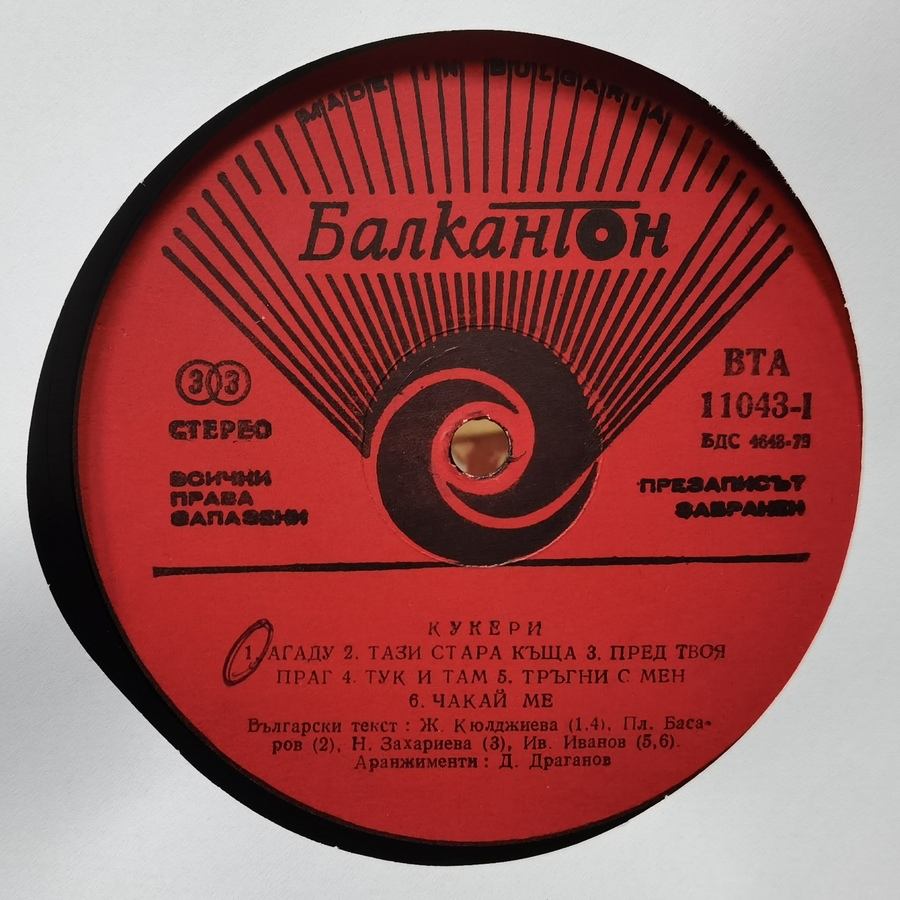 MADE IN BULGARIA
Балкантон
33
СТЕРЕО
ВСИЧКИ
ПРАВА
ЗАПАЗЕНИ
ВТА
11043-I
БДС 4648-79
ПРЕЗАПИСЪТ
ЗАБРАНЕН
КУКЕРИ
1. АГАДУ 2. ТАЗИ СТАРА КЪЩА 3. ПРЕД ТВОЯ
ПРАГ 4. ТУК И ТАМ 5. ТРЪГНИ С МЕН
6. ЧАКАЙ МЕ
Български текст : Ж. Кюлджиева (1,4), Пл. Баса-
ров (2), Н. Захариева (3), Ив. Иванов (5,6).
Аранжименти : Д. Драганов